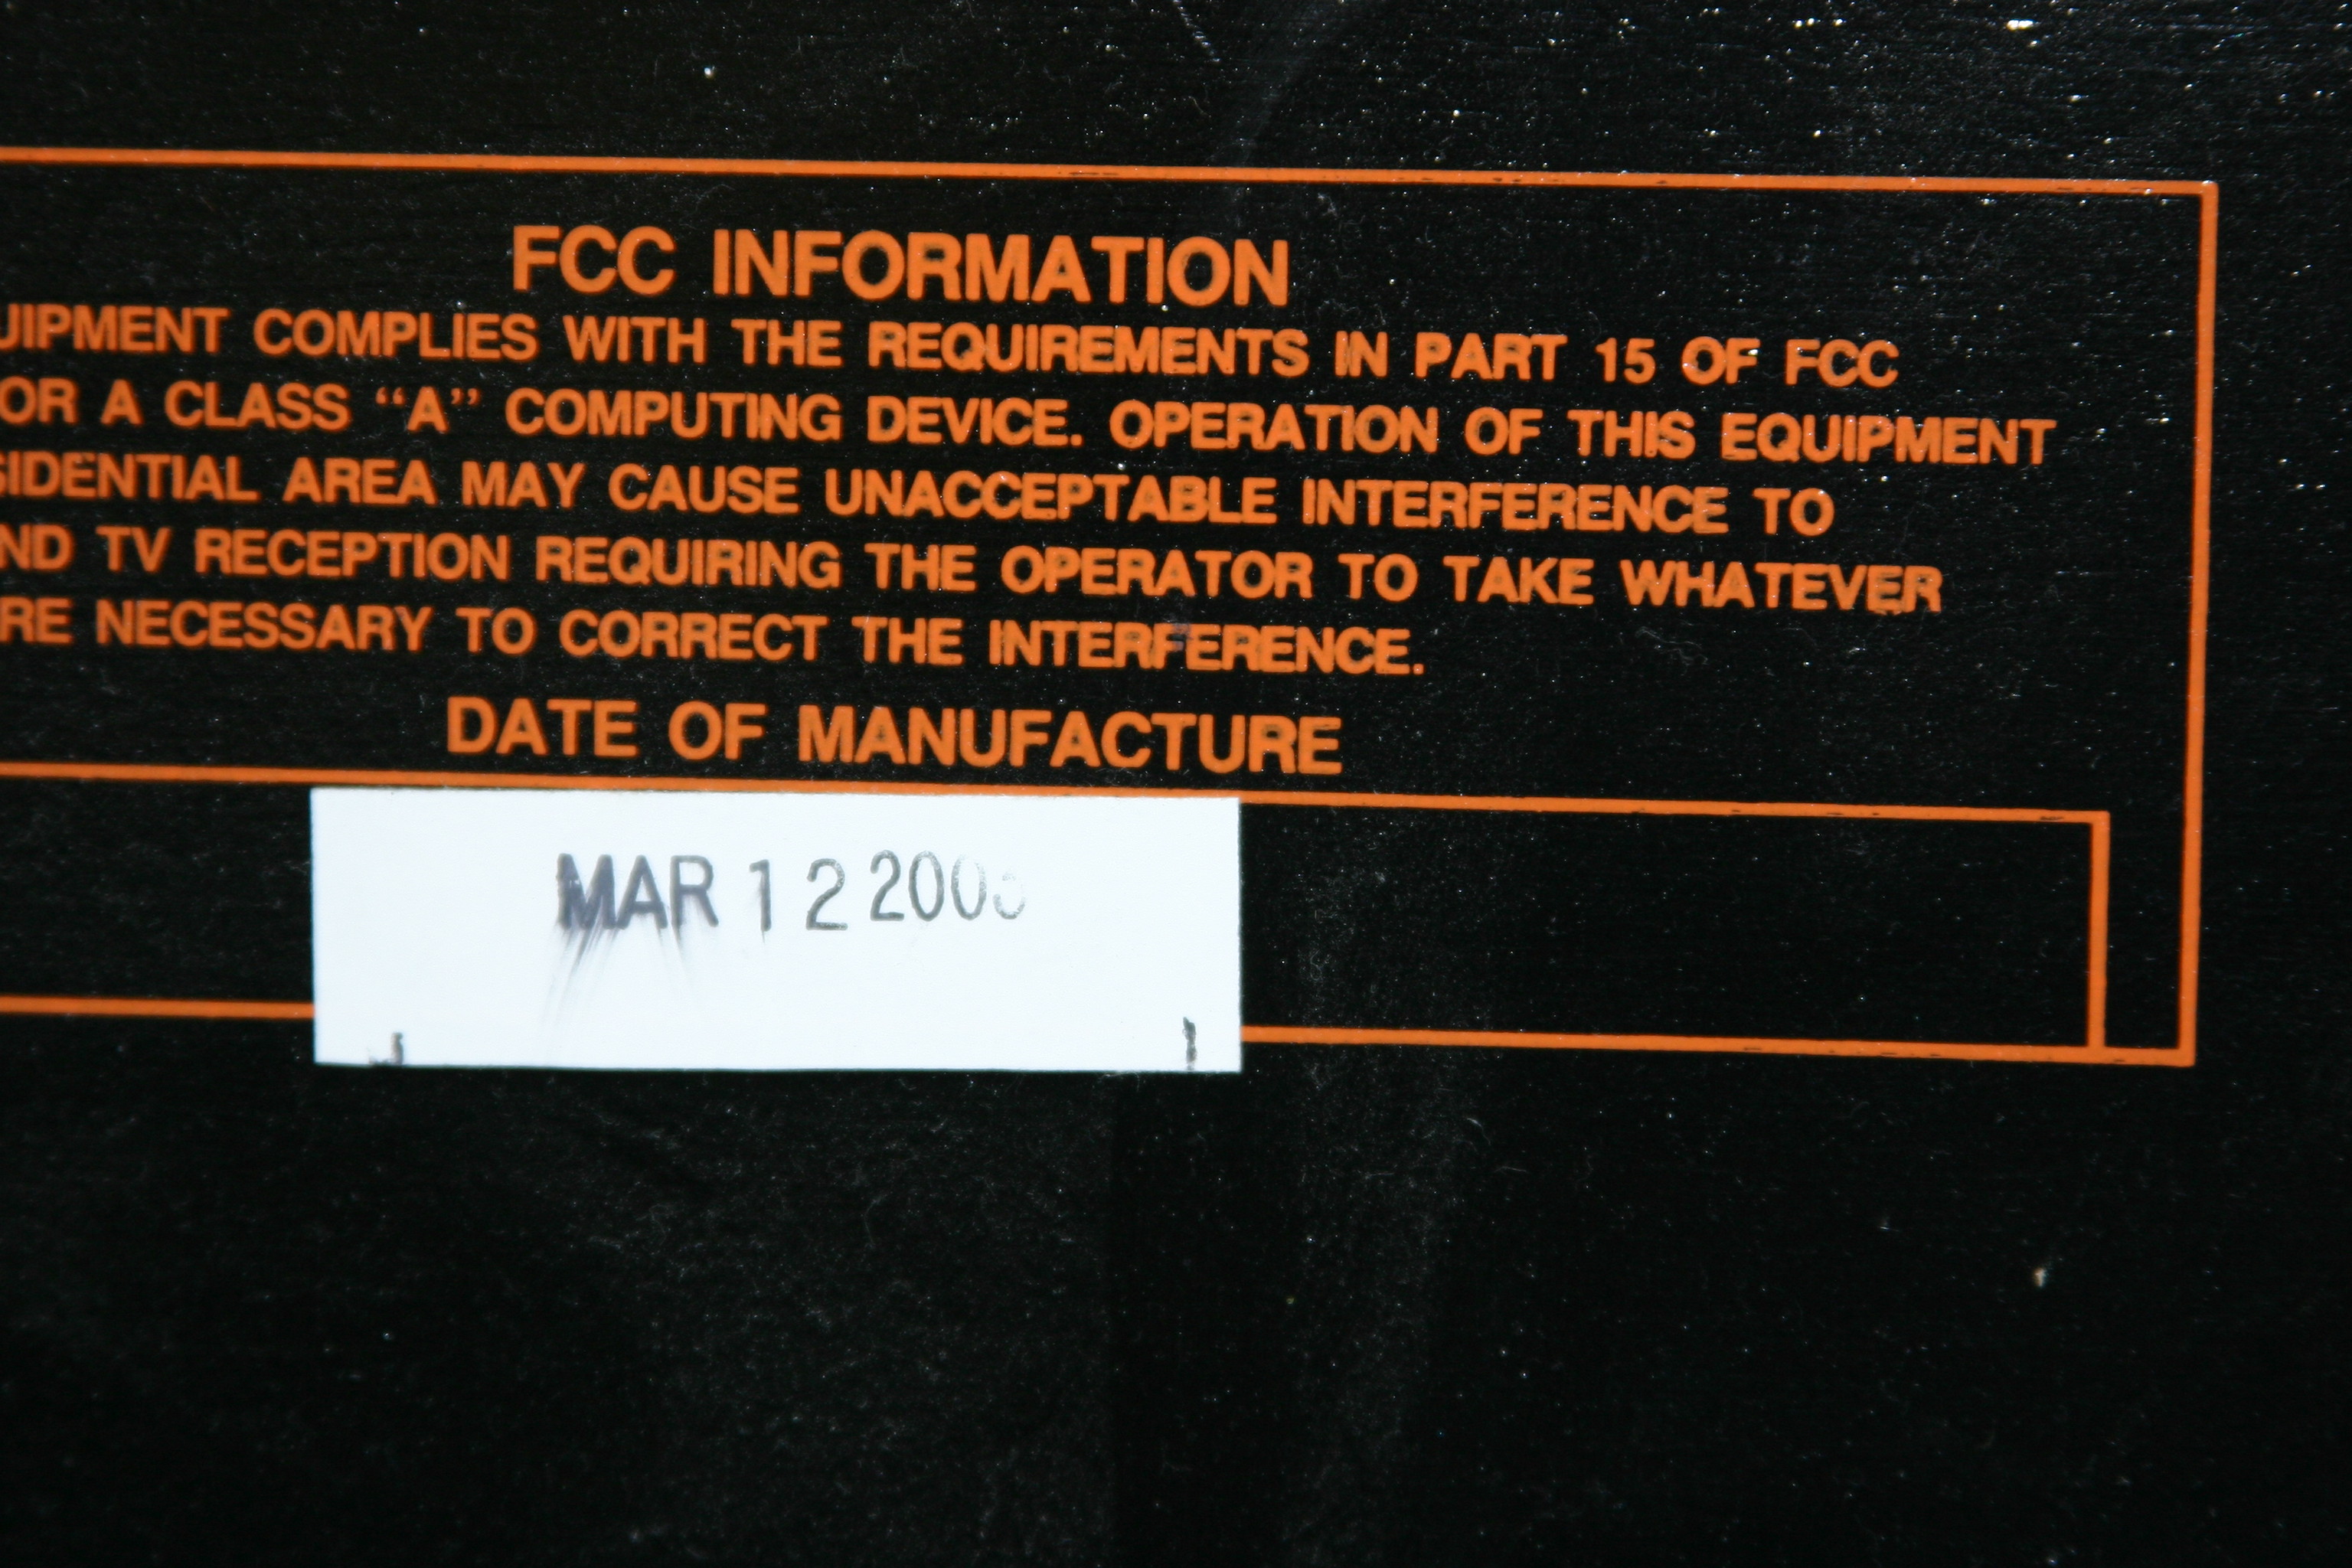 FCC INFORMATION
UIPMENT COMPLIES WITH THE REQUIREMENTS IN PART 15 OF FCC
OR A CLASS “A” COMPUTING DEVICE. OPERATION OF THIS EQUIPMENT
SIDENTIAL AREA MAY CAUSE UNACCEPTABLE INTERFERENCE TO
ND TV RECEPTION REQUIRING THE OPERATOR TO TAKE WHATEVER
RE NECESSARY TO CORRECT THE INTERFERENCE.
DATE OF MANUFACTURE
MAR 12